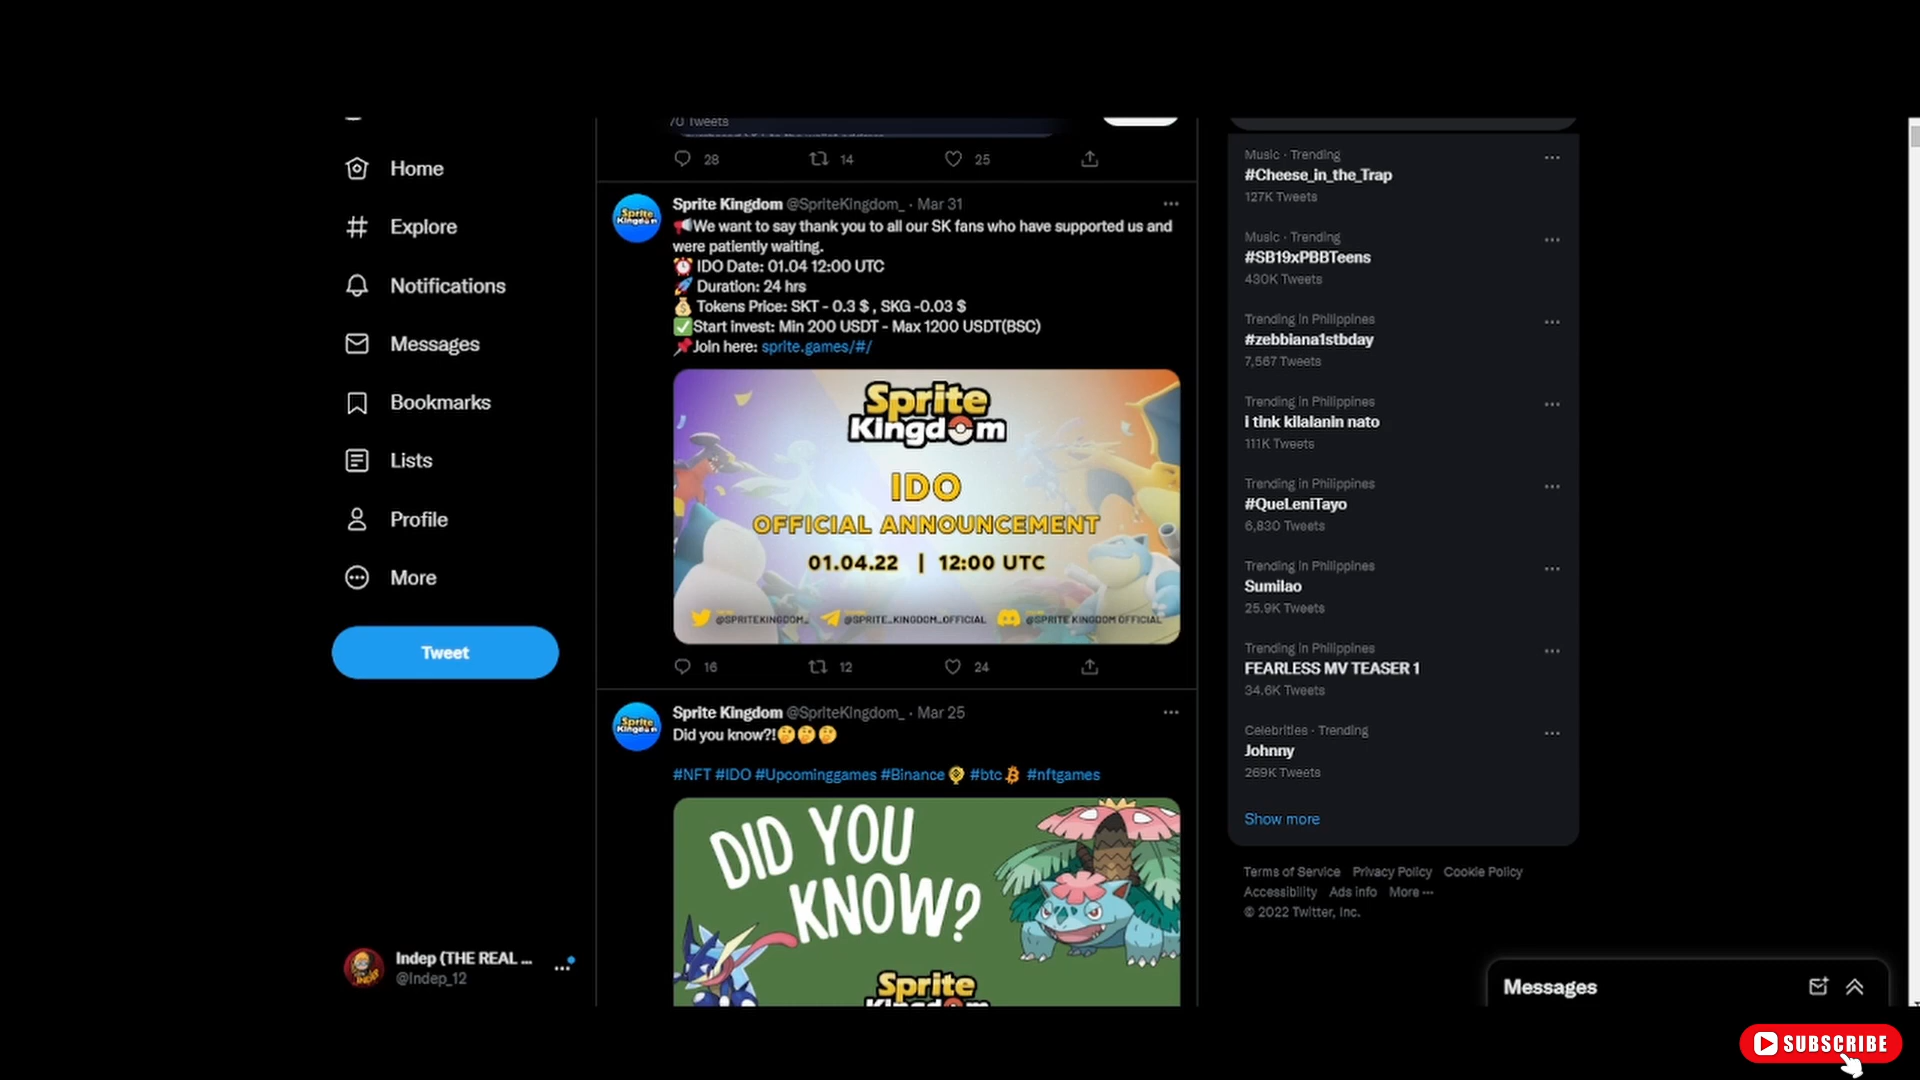 Home
Explore
Notifications
Messages
Bookmarks
Lists
Profile
More
Tweet
Indep (THE REAL ...
@Indep_12
70 Tweets
28 14 25
Sprite Kingdom @SpriteKingdom_ · Mar 31
📢We want to say thank you to all our SK fans who have supported us and
were patiently waiting.
⏰ IDO Date: 01.04 12:00 UTC
🚀 Duration: 24 hrs
💰 Tokens Price: SKT - 0.3 $ , SKG -0.03 $
✅Start invest: Min 200 USDT - Max 1200 USDT(BSC)
📌Join here: sprite.games/#/
Sprite
Kingdom
IDO
OFFICIAL ANNOUNCEMENT
01.04.22 | 12:00 UTC
@SPRITEKINGDOM_ @SPRITE_KINGDOM_OFFICIAL @SPRITE KINGDOM OFFICIAL
16 12 24
Sprite Kingdom @SpriteKingdom_ · Mar 25
Did you know?!🤔🤔🤔
#NFT #IDO #Upcominggames #Binance #btc #nftgames
DID YOU
KNOW?
Sprite
Kingdom
Music · Trending
#Cheese_in_the_Trap
127K Tweets
Music · Trending
#SB19xPBBTeens
430K Tweets
Trending in Philippines
#zebbiana1stbday
7,567 Tweets
Trending in Philippines
i tink kilalanin nato
111K Tweets
Trending in Philippines
#QueLeniTayo
6,830 Tweets
Trending in Philippines
Sumilao
25.9K Tweets
Trending in Philippines
FEARLESS MV TEASER 1
34.6K Tweets
Celebrities · Trending
Johnny
269K Tweets
Show more
Terms of Service Privacy Policy Cookie Policy
Accessibility Ads info More ···
© 2022 Twitter, Inc.
Messages
SUBSCRIBE